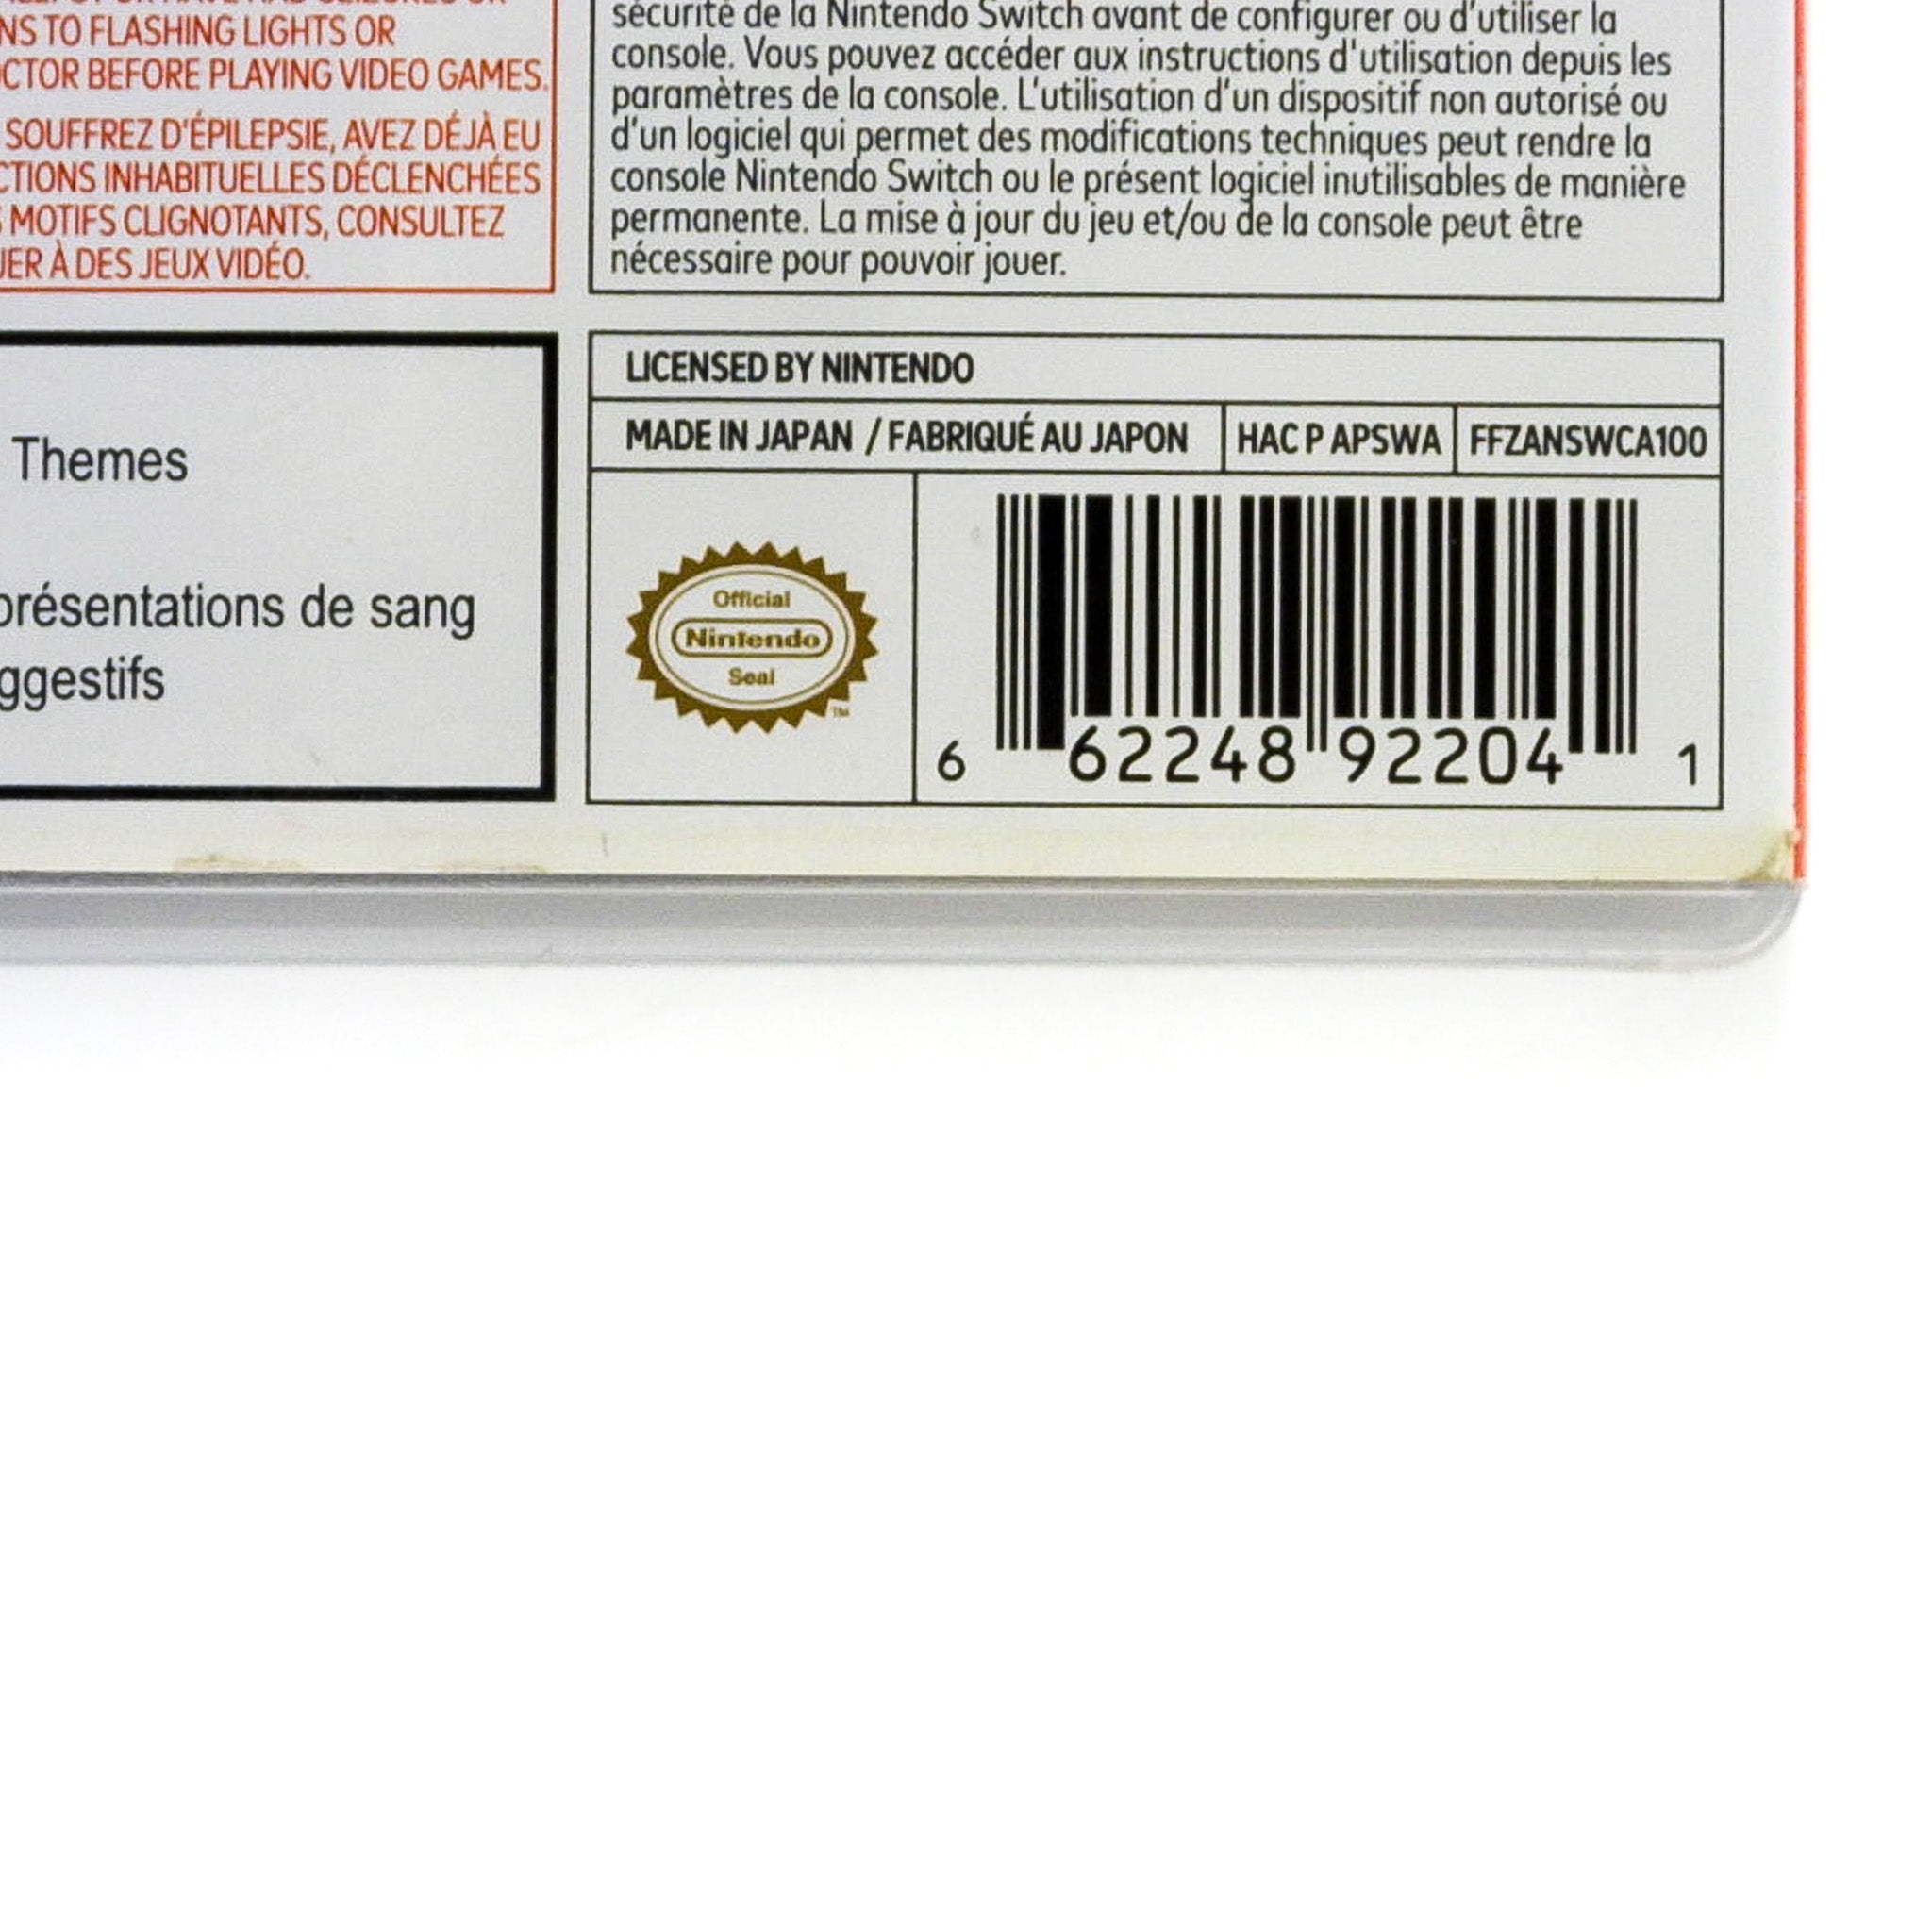 NS TO FLASHING LIGHTS OR
CTOR BEFORE PLAYING VIDEO GAMES.
SOUFFREZ D'ÉPILEPSIE, AVEZ DÉJÀ EU
CTIONS INHABITUELLES DÉCLENCHÉES
MOTIFS CLIGNOTANTS, CONSULTEZ
UER À DES JEUX VIDÉO.
sécurité de la Nintendo Switch avant de configurer ou d'utiliser la
console. Vous pouvez accéder aux instructions d'utilisation depuis les
paramètres de la console. L'utilisation d'un dispositif non autorisé ou
d'un logiciel qui permet des modifications techniques peut rendre la
console Nintendo Switch ou le présent logiciel inutilisables de manière
permanente. La mise à jour du jeu et/ou de la console peut être
nécessaire pour pouvoir jouer.
Themes
présentations de sang
ggestifs
LICENSED BY NINTENDO
MADE IN JAPAN / FABRIQUÉ AU JAPON HAC P APSWA FFZANSWCA100
Official
Nintendo
Seal
TM
6 62248 92204 1